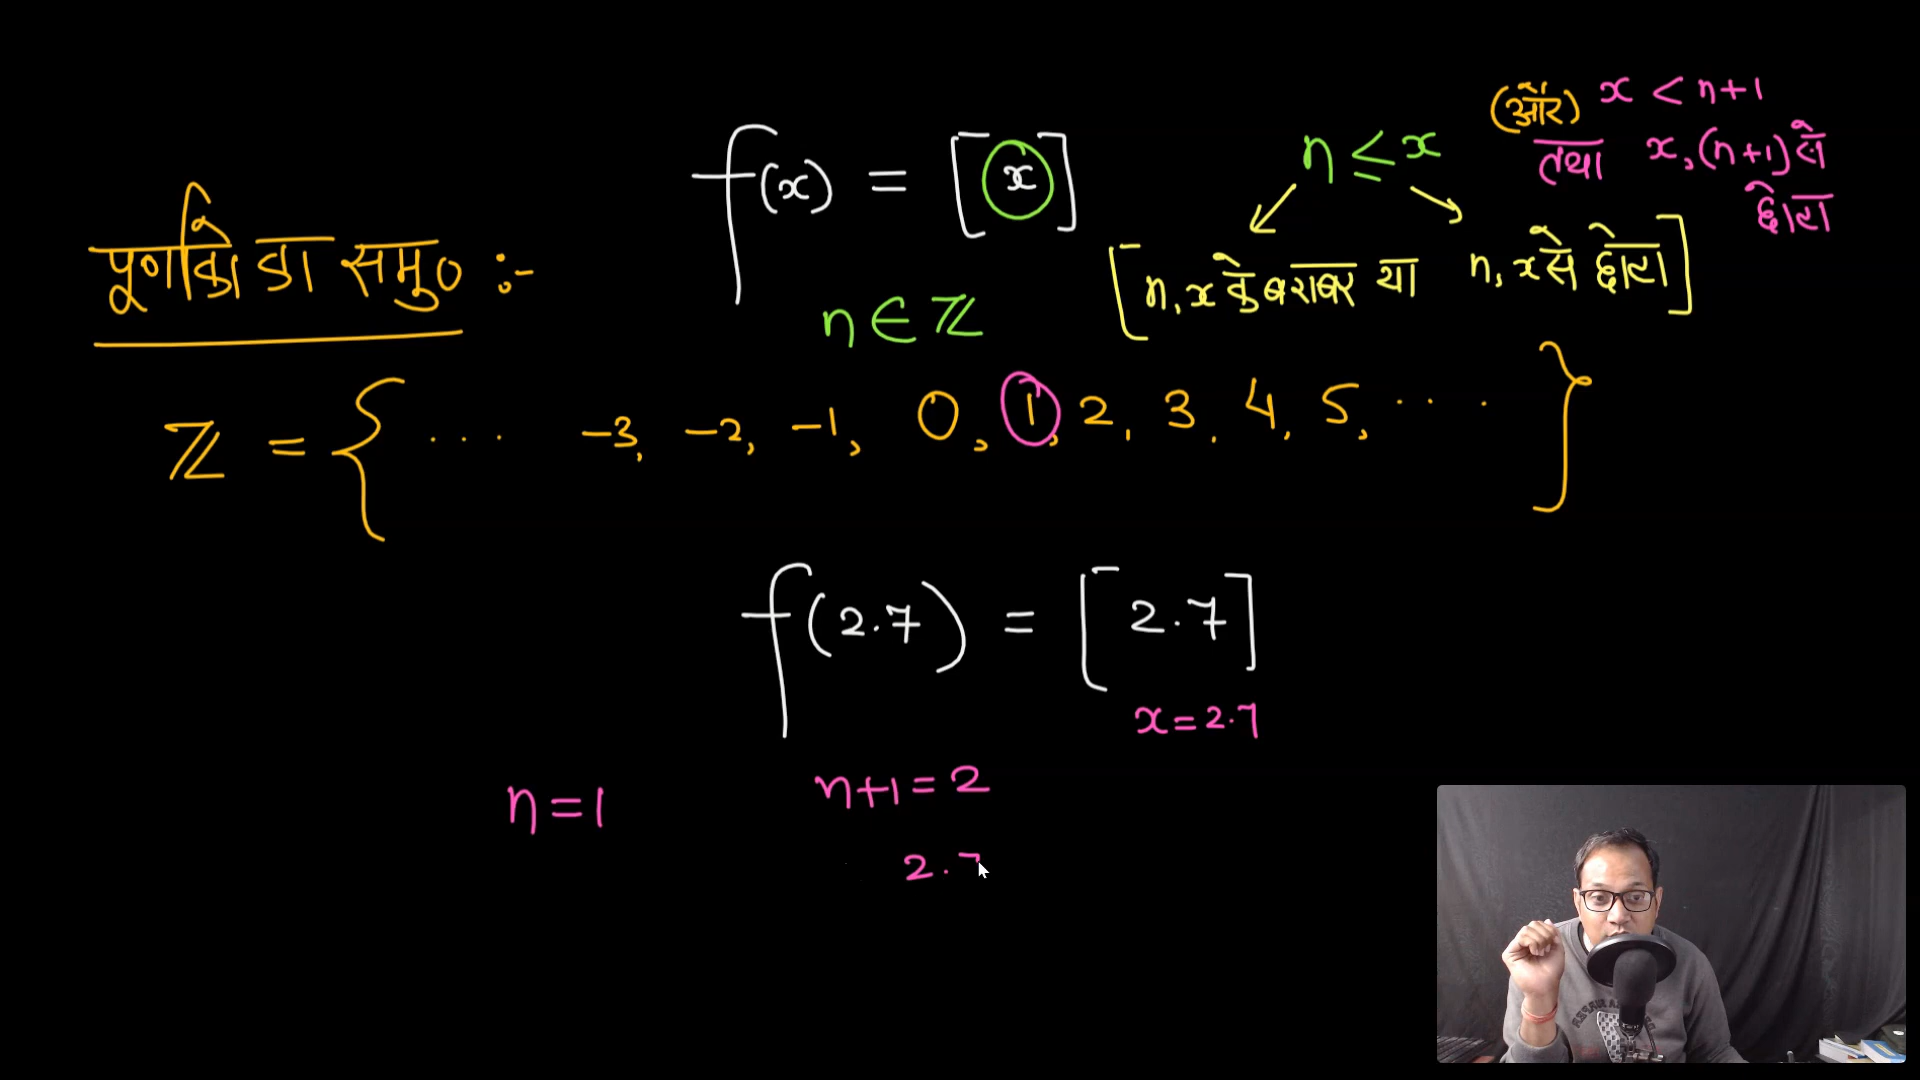 f(x) = [x]
n ≤ x
(और) x < n+1
तथा x, (n+1) से
छोटा
पूर्णांकों का समु० :-
[n, x के बराबर या n, x से छोटा]
n ∈ ℤ
ℤ = { ... -3, -2, -1, 0, 1, 2, 3, 4, 5, ... }
f(2.7) = [2.7]
x = 2.7
n = 1
n+1 = 2
2.7